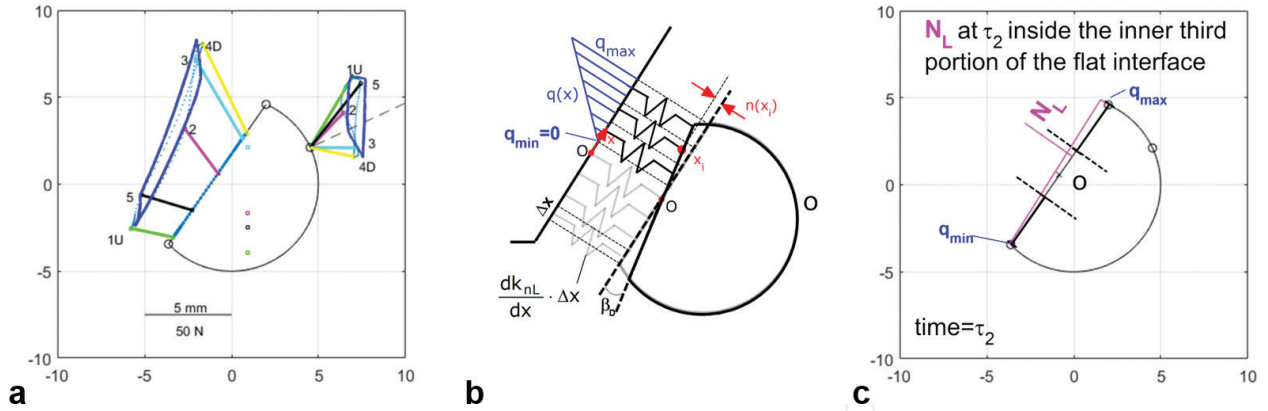 10
5
0
-5
-10
-10
-5
0
5
10
3
4D
2
5
1U
1U
5
2
3
4D
5 mm
50 N
a
q_max
q(x)
q_min=0
x
O
n(x_i)
x_i
O
O
Δx
dk_nL/dx · Δx
β_D
b
10
5
0
-5
-10
-10
-5
0
5
10
N_L at τ_2 inside the inner third
portion of the flat interface
q_max
N_L
O
q_min
time=τ_2
c